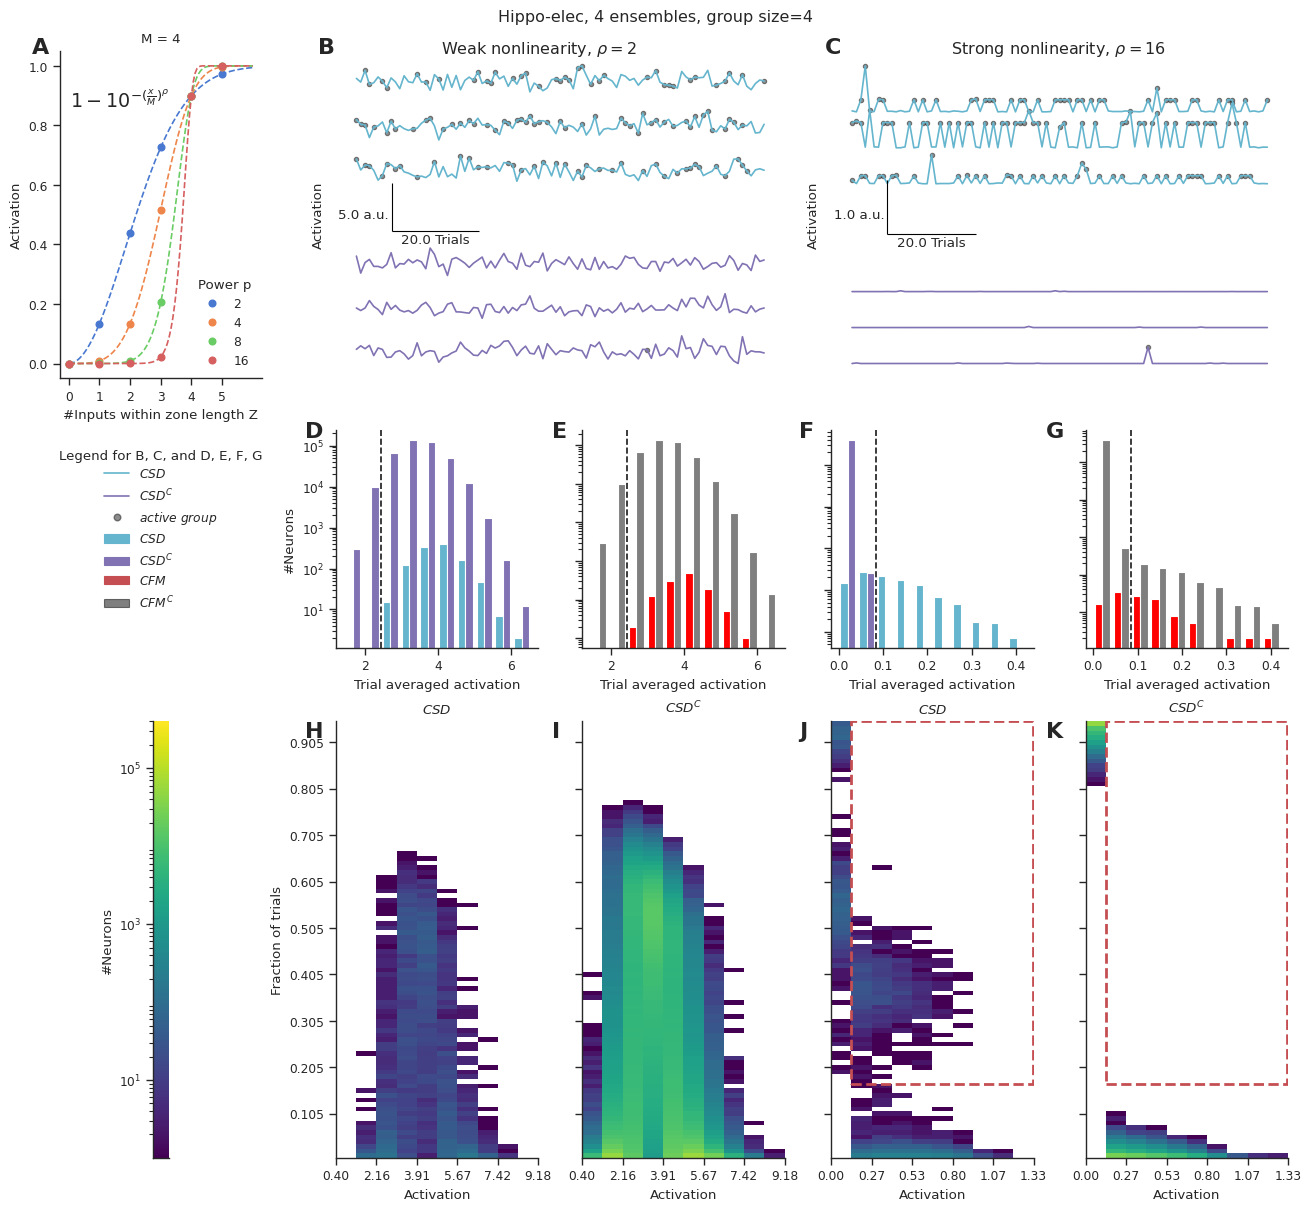 Hippo-elec, 4 ensembles, group size=4
A
M = 4
1.0
0.8
0.6
0.4
0.2
0.0
Activation
1 − 10^{−(x/M)^ρ}
Power p
2
4
8
16
0 1 2 3 4 5
#Inputs within zone length Z
B
Weak nonlinearity, ρ = 2
Activation
5.0 a.u.
20.0 Trials
C
Strong nonlinearity, ρ = 16
Activation
1.0 a.u.
20.0 Trials
Legend for B, C, and D, E, F, G
CSD
CSD^C
active group
CSD
CSD^C
CFM
CFM^C
D
10^5
10^4
10^3
10^2
10^1
#Neurons
2 4 6
Trial averaged activation
E
2 4 6
Trial averaged activation
F
0.0 0.1 0.2 0.3 0.4
Trial averaged activation
G
0.0 0.1 0.2 0.3 0.4
Trial averaged activation
10^5
10^3
10^1
#Neurons
H
CSD
0.905
0.805
0.705
0.605
0.505
0.405
0.305
0.205
0.105
Fraction of trials
0.40 2.16 3.91 5.67 7.42 9.18
Activation
I
CSD^C
0.40 2.16 3.91 5.67 7.42 9.18
Activation
J
CSD
0.00 0.27 0.53 0.80 1.07 1.33
Activation
K
CSD^C
0.00 0.27 0.53 0.80 1.07 1.33
Activation